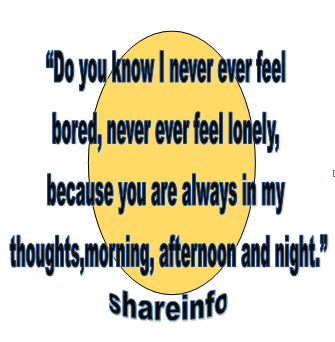 “Do you know I never ever feel
bored, never ever feel lonely,
because you are always in my
thoughts,morning, afternoon and night.”
shareinfo